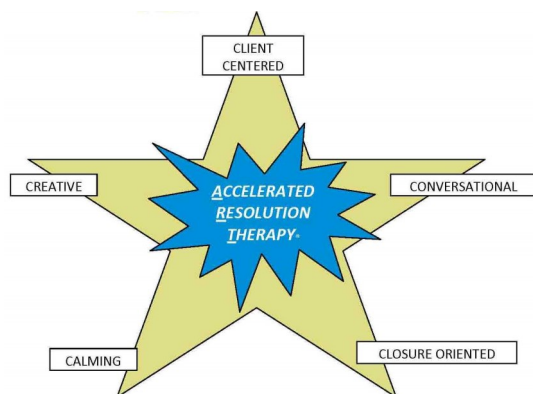 CLIENT
CENTERED
CREATIVE
ACCELERATED
RESOLUTION
THERAPY®
CONVERSATIONAL
CALMING
CLOSURE ORIENTED